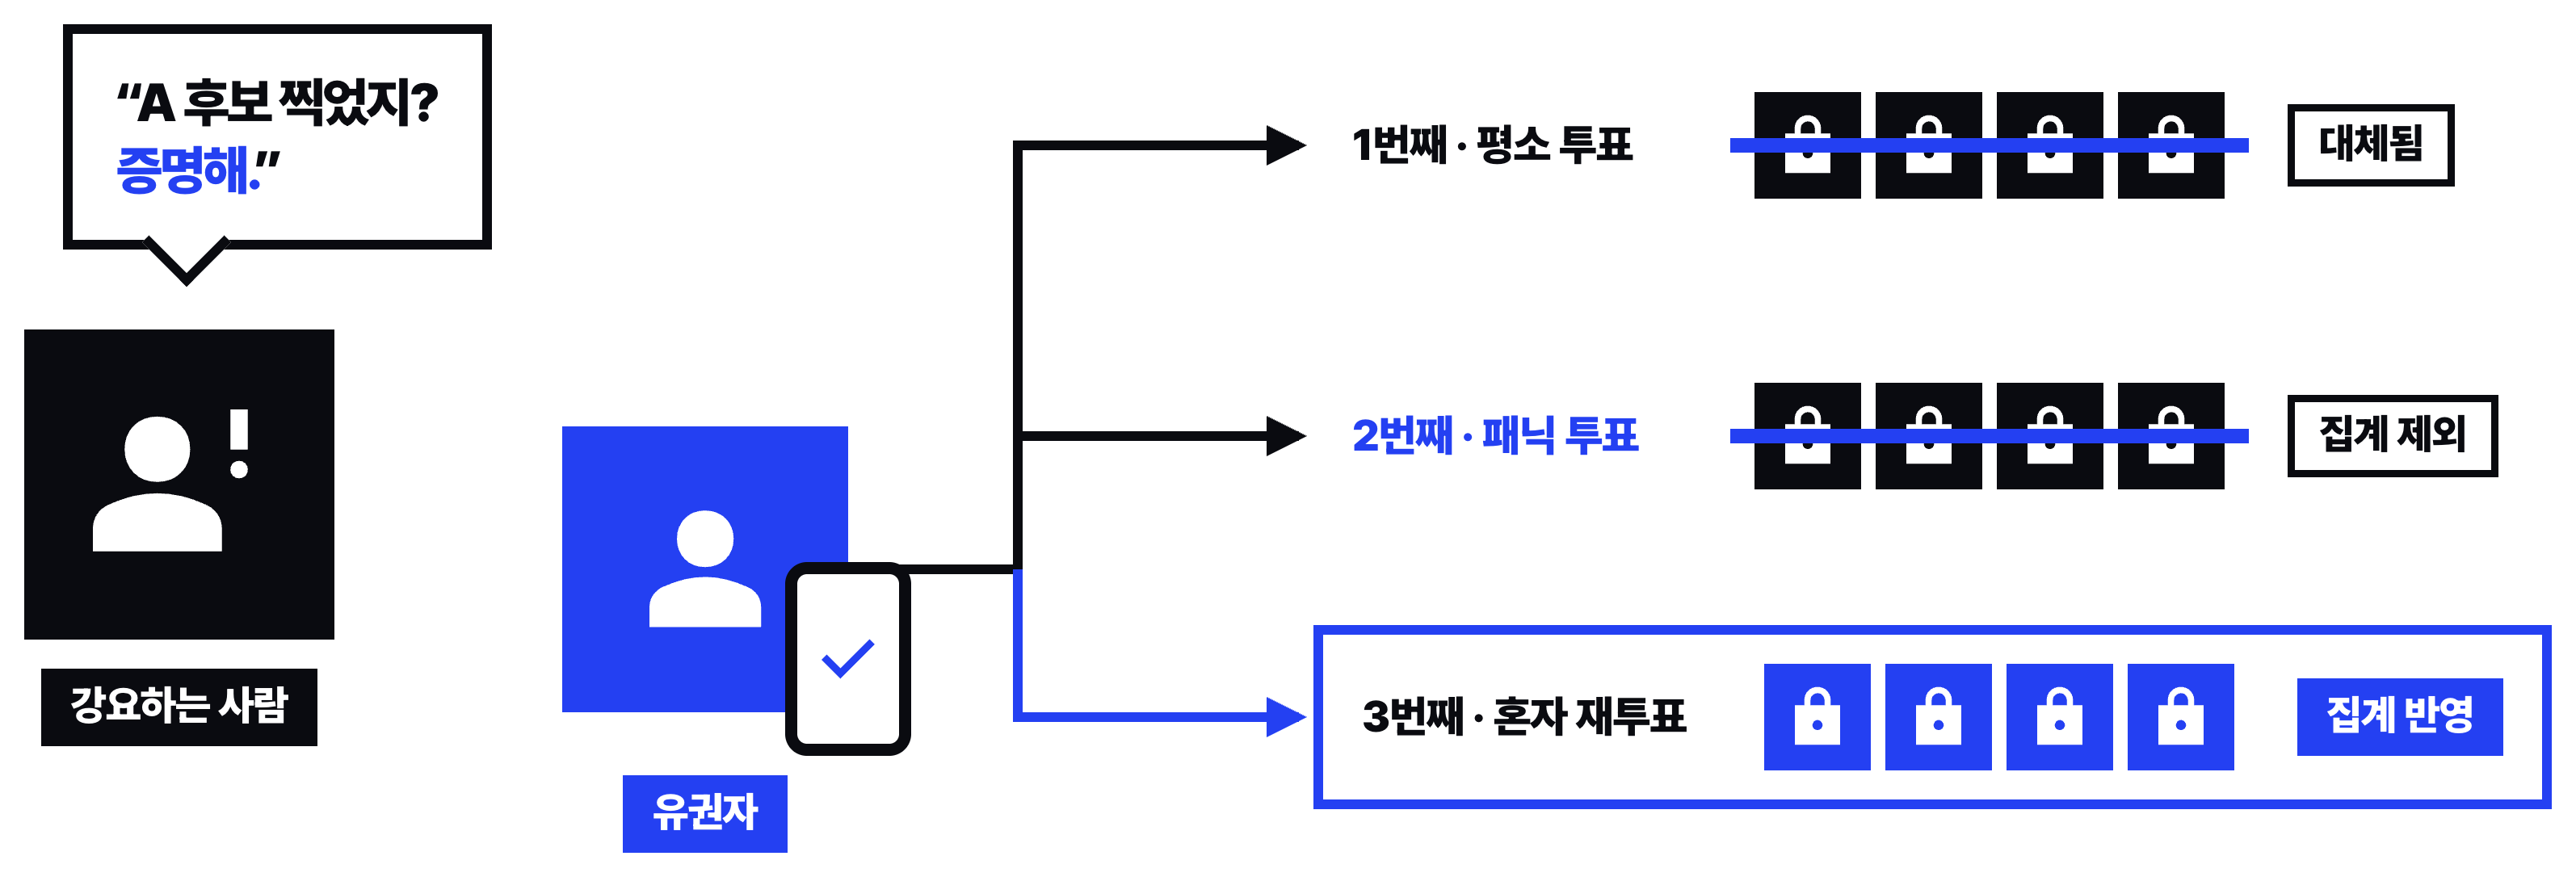 “A 후보 찍었지?
증명해.”
강요하는 사람
유권자
1번째 · 평소 투표
대체됨
2번째 · 패닉 투표
집계 제외
3번째 · 혼자 재투표
집계 반영